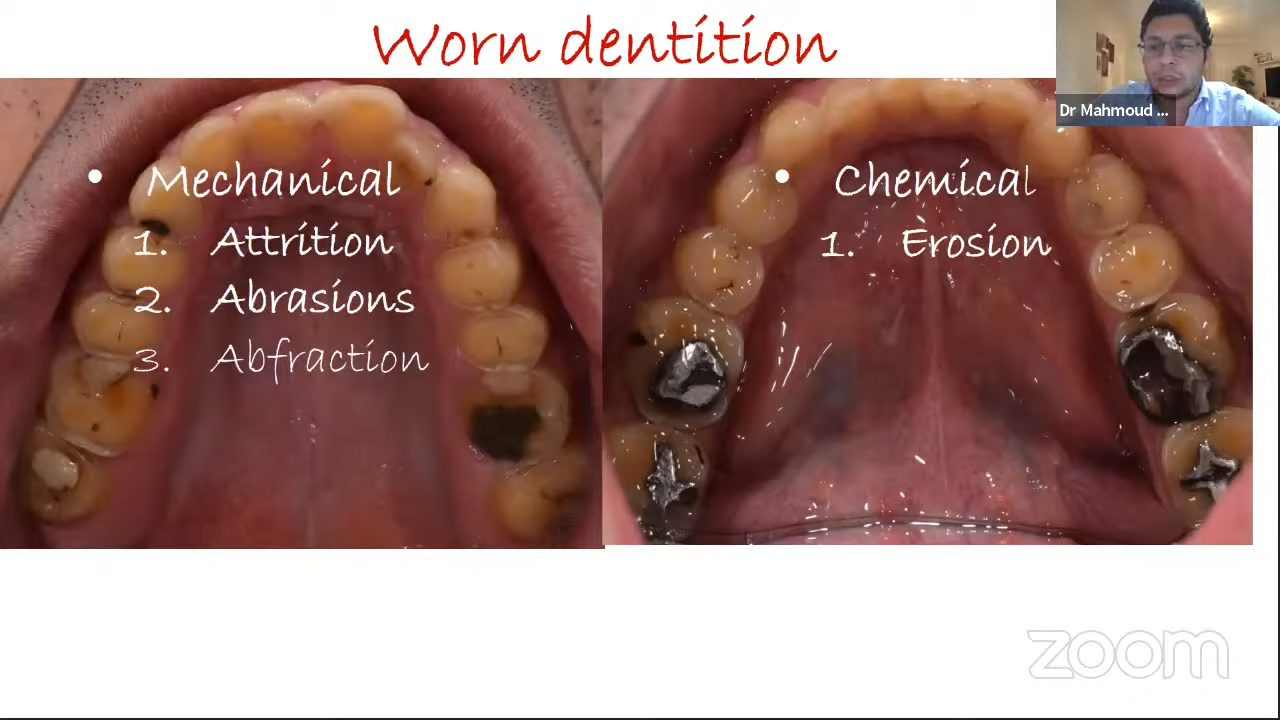 Worn dentition
Dr Mahmoud ...
• Mechanical
1. Attrition
2. Abrasions
3. Abfraction
• Chemical
1. Erosion
zoom